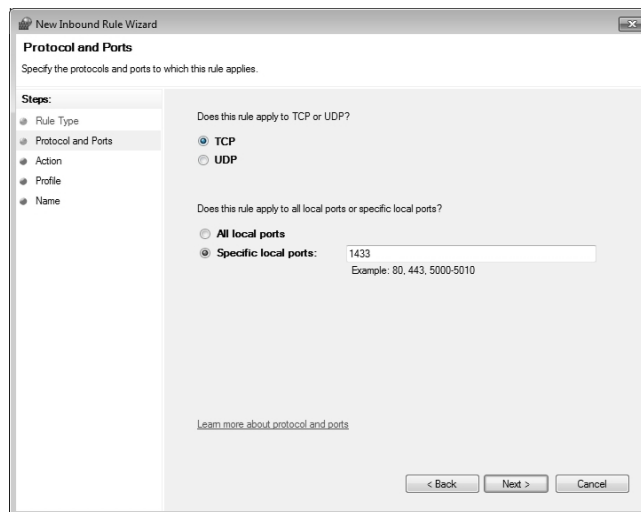 New Inbound Rule Wizard
Protocol and Ports
Specify the protocols and ports to which this rule applies.
Steps:
Rule Type
Protocol and Ports
Action
Profile
Name
Does this rule apply to TCP or UDP?
TCP
UDP
Does this rule apply to all local ports or specific local ports?
All local ports
Specific local ports: 1433
Example: 80, 443, 5000-5010
Learn more about protocol and ports
< Back Next > Cancel